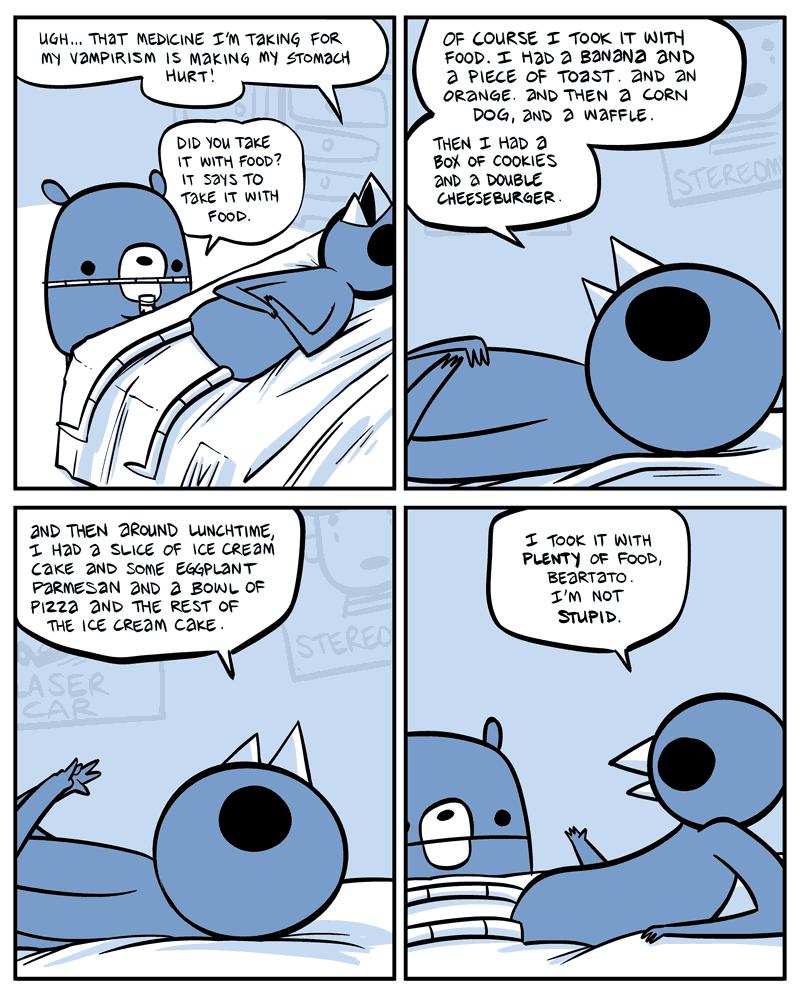 UGH... THAT MEDICINE I'M TAKING FOR
MY VAMPIRISM IS MAKING MY STOMACH
HURT!
DID YOU TAKE
IT WITH FOOD?
IT SAYS TO
TAKE IT WITH
FOOD.
OF COURSE I TOOK IT WITH
FOOD. I HAD A BANANA AND
A PIECE OF TOAST. AND AN
ORANGE. AND THEN A CORN
DOG, AND A WAFFLE.
THEN I HAD A
BOX OF COOKIES
AND A DOUBLE
CHEESEBURGER.
STEREOM
AND THEN AROUND LUNCHTIME,
I HAD A SLICE OF ICE CREAM
CAKE AND SOME EGGPLANT
PARMESAN AND A BOWL OF
PIZZA AND THE REST OF
THE ICE CREAM CAKE.
STEREO
LASER
CAR
I TOOK IT WITH
PLENTY OF FOOD,
BEARTATO.
I'M NOT
STUPID.